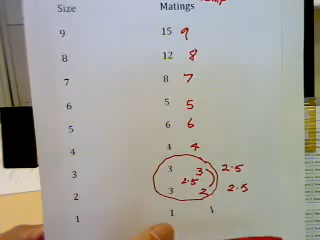 Size Matings
9 15 9
8 12 8
7 8 7
6 5 5
5 6 6
4 4 4
3 3 3 2.5
2.5
2 3 2 2.5
1 1 1